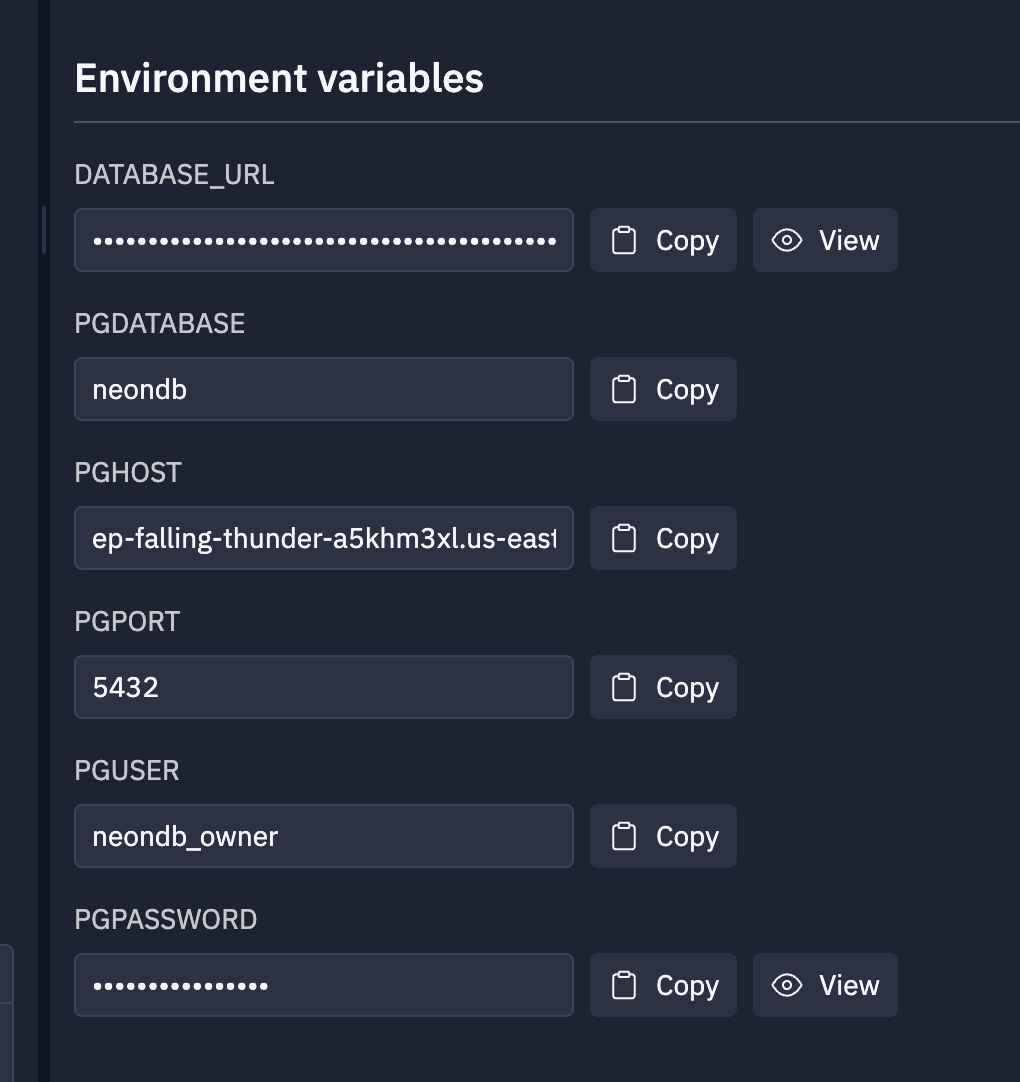 Environment variables
DATABASE_URL
•••••••••••••••••••••••••••••••••••••••••• Copy View
PGDATABASE
neondb Copy
PGHOST
ep-falling-thunder-a5khm3xl.us-east Copy
PGPORT
5432 Copy
PGUSER
neondb_owner Copy
PGPASSWORD
•••••••••••••••• Copy View